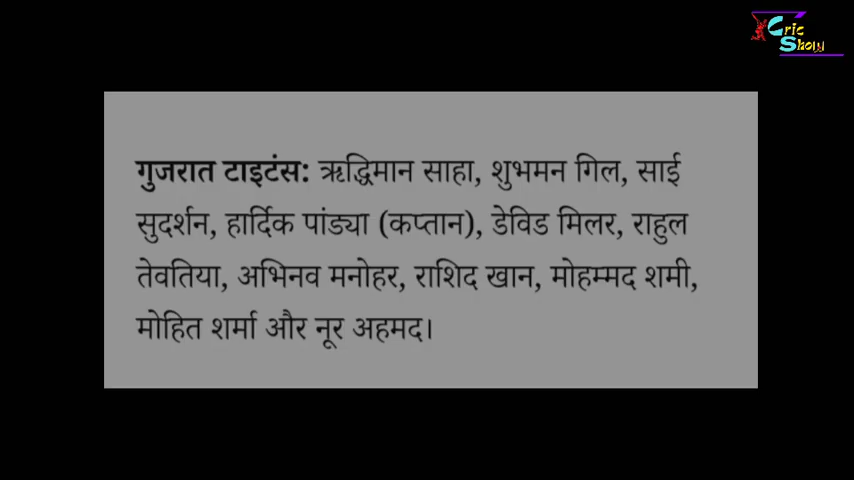 Cric
Show
गुजरात टाइटंस: ऋद्धिमान साहा, शुभमन गिल, साई
सुदर्शन, हार्दिक पांड्या (कप्तान), डेविड मिलर, राहुल
तेवतिया, अभिनव मनोहर, राशिद खान, मोहम्मद शमी,
मोहित शर्मा और नूर अहमद।